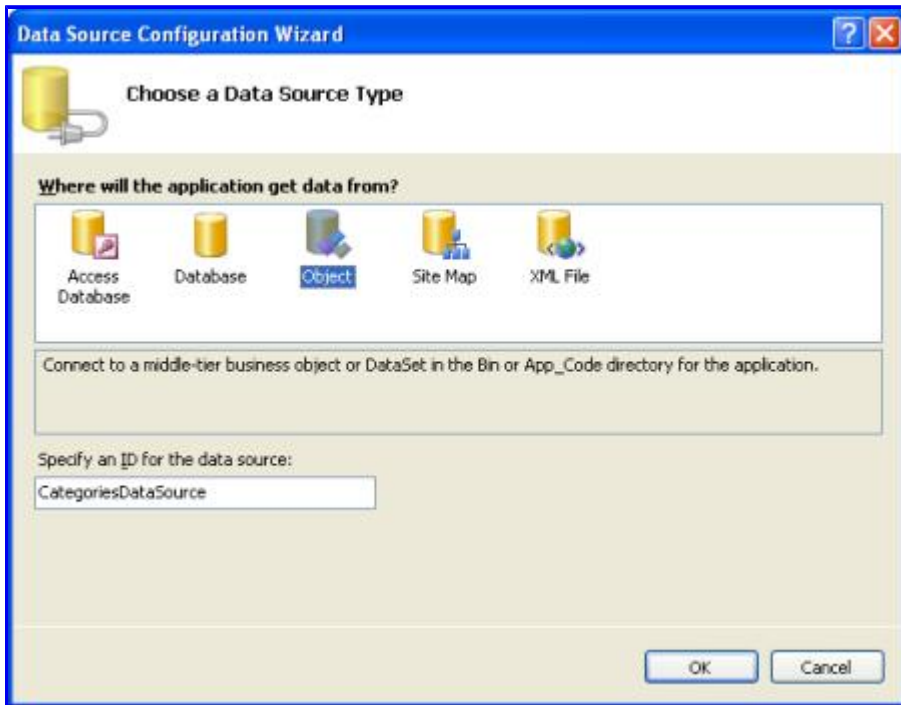 Data Source Configuration Wizard
Choose a Data Source Type
Where will the application get data from?
Access Database
Database
Object
Site Map
XML File
Connect to a middle-tier business object or DataSet in the Bin or App_Code directory for the application.
Specify an ID for the data source:
CategoriesDataSource
OK
Cancel